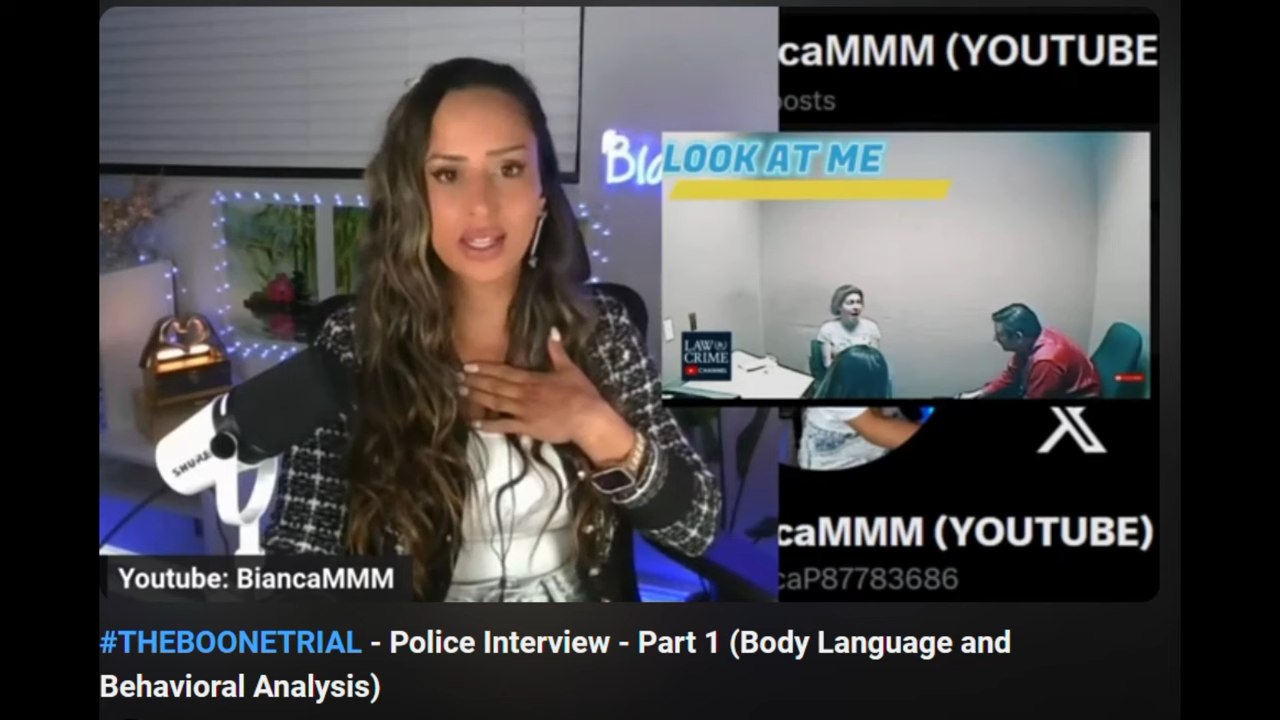 caMMM (YOUTUBE
posts
Bia
LOOK AT ME
LAW &
CRIME
CHANNEL
SHURE
X
Youtube: BiancaMMM
caMMM (YOUTUBE)
caP87783686
#THEBOONETRIAL - Police Interview - Part 1 (Body Language and
Behavioral Analysis)